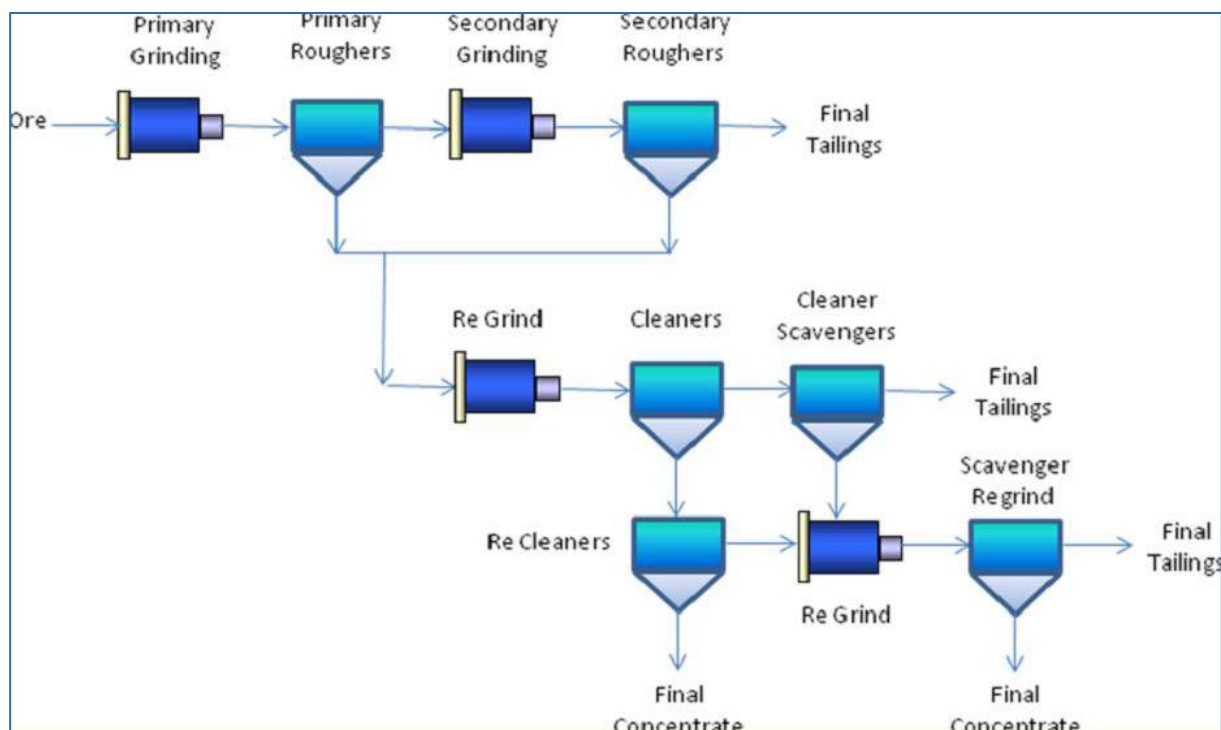 Primary
Grinding
Primary
Roughers
Secondary
Grinding
Secondary
Roughers
Ore
Final
Tailings
Re Grind
Cleaners
Cleaner
Scavengers
Final
Tailings
Scavenger
Regrind
Re Cleaners
Final
Tailings
Re Grind
Final
Concentrate
Final
Concentrate